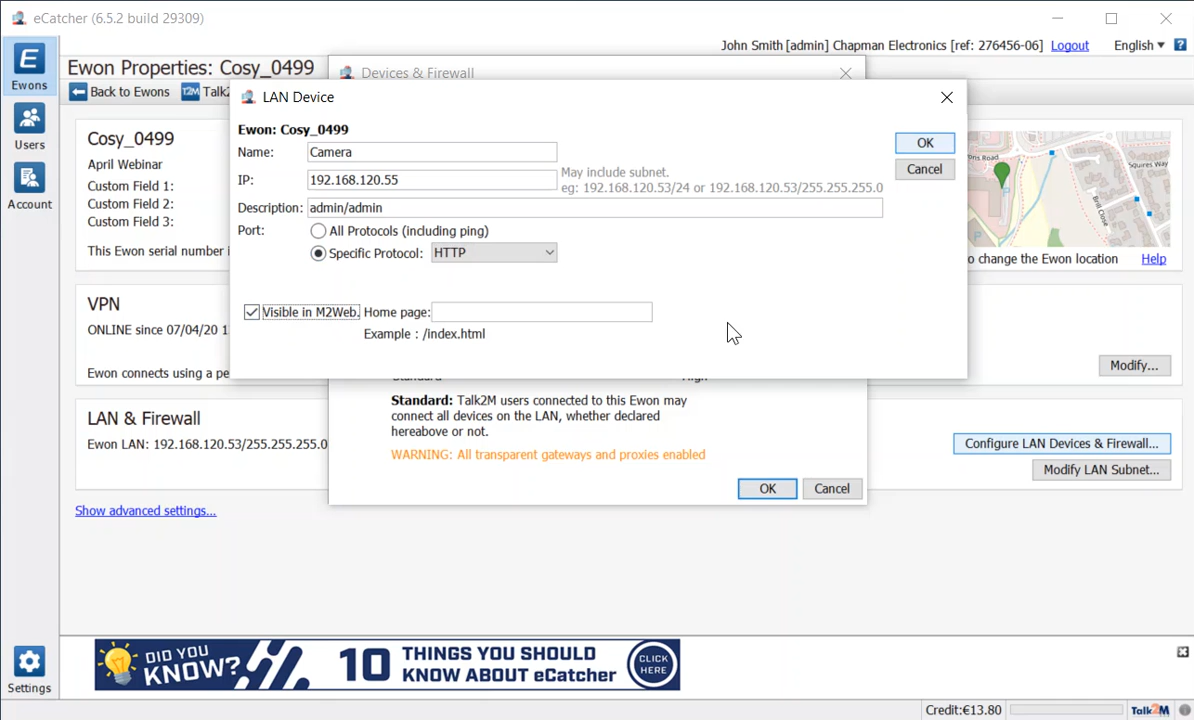 eCatcher (6.5.2 build 29309)
John Smith [admin] Chapman Electronics [ref: 276456-06] Logout English
Ewons
Users
Account
Settings
Ewon Properties: Cosy_0499
Back to Ewons T2M
Cosy_0499
April Webinar
Custom Field 1:
Custom Field 2:
Custom Field 3:
This Ewon serial number
Devices & Firewall
LAN Device
Ewon: Cosy_0499
Name: Camera
IP: 192.168.120.55
May include subnet.
eg: 192.168.120.53/24 or 192.168.120.53/255.255.255.0
Description: admin/admin
Port: All Protocols (including ping)
Specific Protocol: HTTP
Visible in M2Web. Home page:
Example : /index.html
OK
Cancel
Squires Way
Brill Close
to change the Ewon location Help
VPN
ONLINE since 07/04/20
Ewon connects using a
Modify...
LAN & Firewall
Ewon LAN: 192.168.120.53/255.255.255.0
Configure LAN Devices & Firewall...
Modify LAN Subnet...
Standard: Talk2M users connected to this Ewon may
connect all devices on the LAN, whether declared
hereabove or not.
WARNING: All transparent gateways and proxies enabled
OK Cancel
Show advanced settings...
DID YOU KNOW?
10 THINGS YOU SHOULD
KNOW ABOUT eCatcher
CLICK HERE
Credit:€13.80 Talk2M